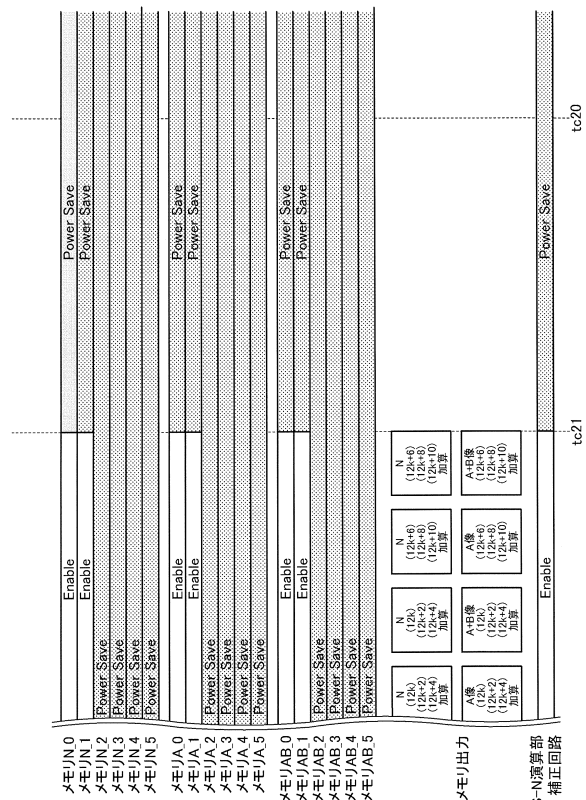 メモリN_0 Enable Power Save
メモリN_1 Enable Power Save
メモリN_2 Power Save
メモリN_3 Power Save
メモリN_4 Power Save
メモリN_5 Power Save
メモリA_0 Enable Power Save
メモリA_1 Enable Power Save
メモリA_2 Power Save
メモリA_3 Power Save
メモリA_4 Power Save
メモリA_5 Power Save
メモリAB_0 Enable Power Save
メモリAB_1 Enable Power Save
メモリAB_2 Power Save
メモリAB_3 Power Save
メモリAB_4 Power Save
メモリAB_5 Power Save
メモリ出力
N
(12k)
(12k+2)
(12k+4)
加算
N
(12k)
(12k+2)
(12k+4)
加算
N
(12k+6)
(12k+8)
(12k+10)
加算
N
(12k+6)
(12k+8)
(12k+10)
加算
A像
(12k)
(12k+2)
(12k+4)
加算
A+B像
(12k)
(12k+2)
(12k+4)
加算
A像
(12k+6)
(12k+8)
(12k+10)
加算
A+B像
(12k+6)
(12k+8)
(12k+10)
加算
-N演算部
補正回路 Enable Power Save
tc21 tc20